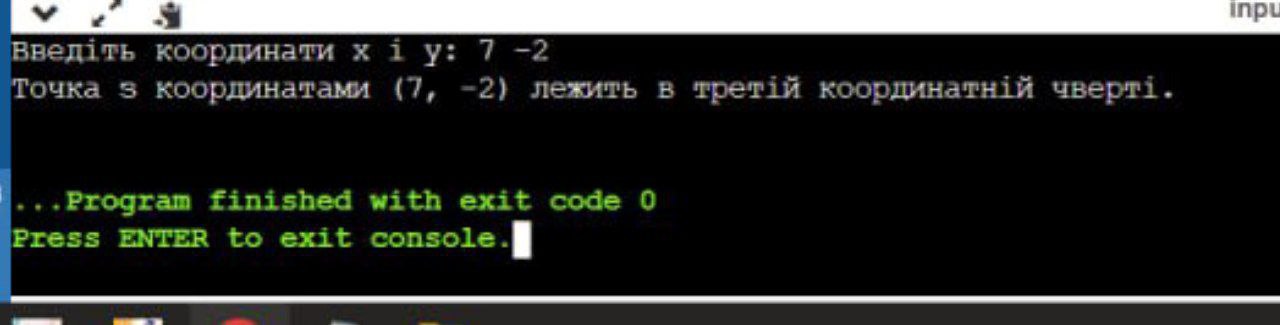 inpu
Введіть координати x і y: 7 -2
Точка з координатами (7, -2) лежить в третій координатній чверті.
...Program finished with exit code 0
Press ENTER to exit console.